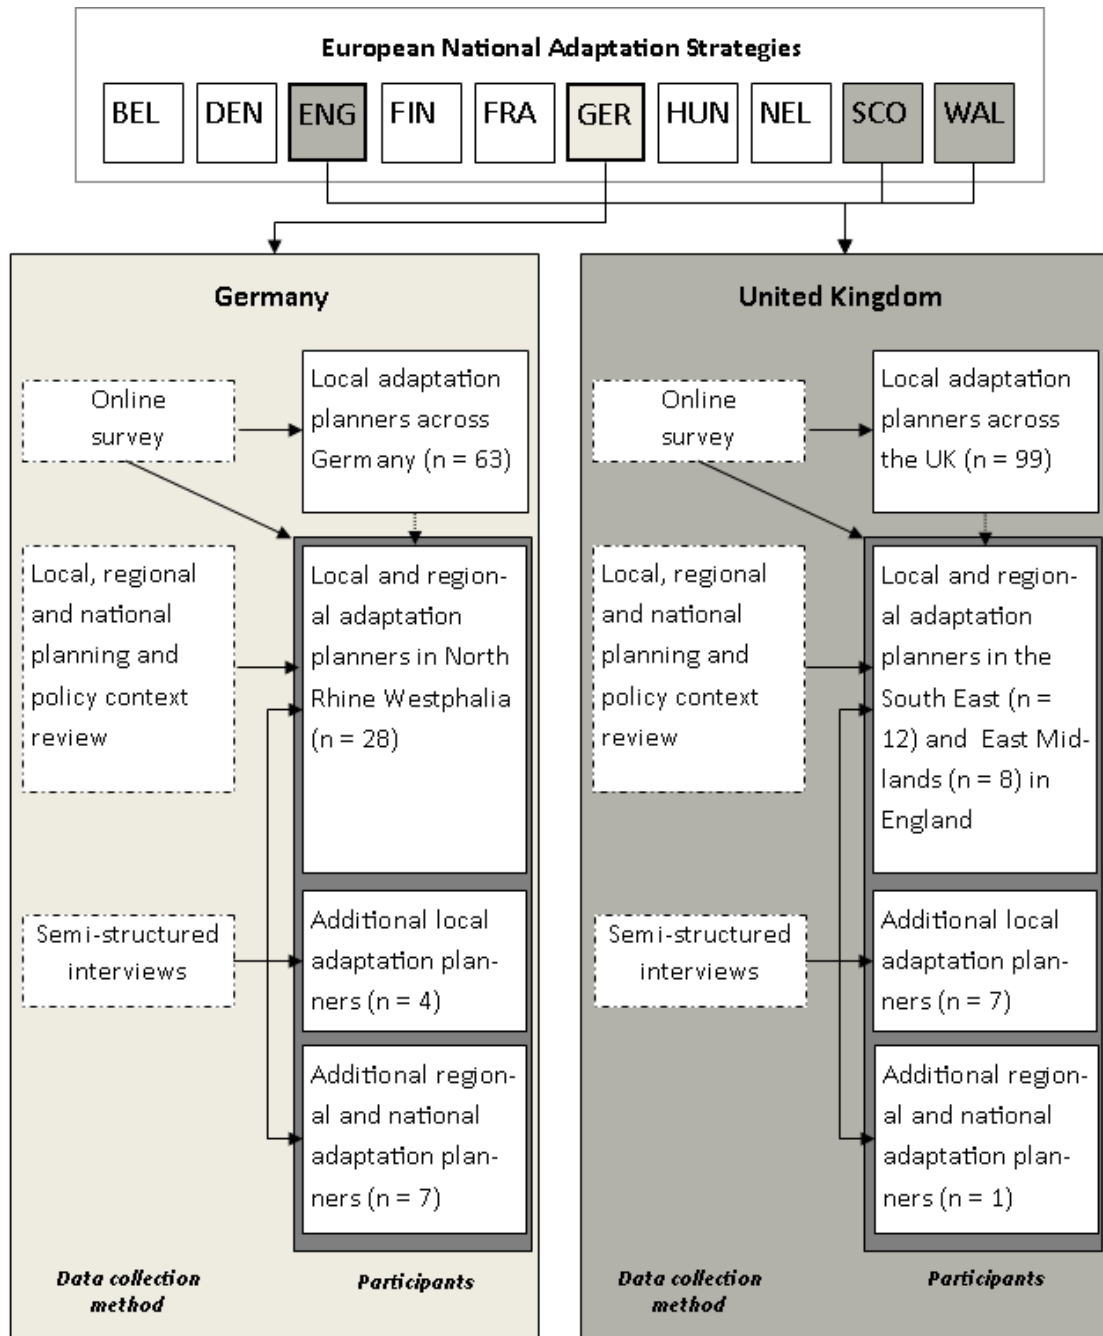 European National Adaptation Strategies
BEL DEN ENG FIN FRA GER HUN NEL SCO WAL
Germany
Online
survey
Local adaptation
planners across
Germany (n = 63)
Local, regional
and national
planning and
policy context
review
Local and region-
al adaptation
planners in North
Rhine Westphalia
(n = 28)
Semi-structured
interviews
Additional local
adaptation plan-
ners (n = 4)
Additional region-
al and national
adaptation plan-
ners (n = 7)
Data collection
method
Participants
United Kingdom
Online
survey
Local adaptation
planners across
the UK (n = 99)
Local, regional
and national
planning and
policy context
review
Local and region-
al adaptation
planners in the
South East (n =
12) and East Mid-
lands (n = 8) in
England
Semi-structured
interviews
Additional local
adaptation plan-
ners (n = 7)
Additional region-
al and national
adaptation plan-
ners (n = 1)
Data collection
method
Participants